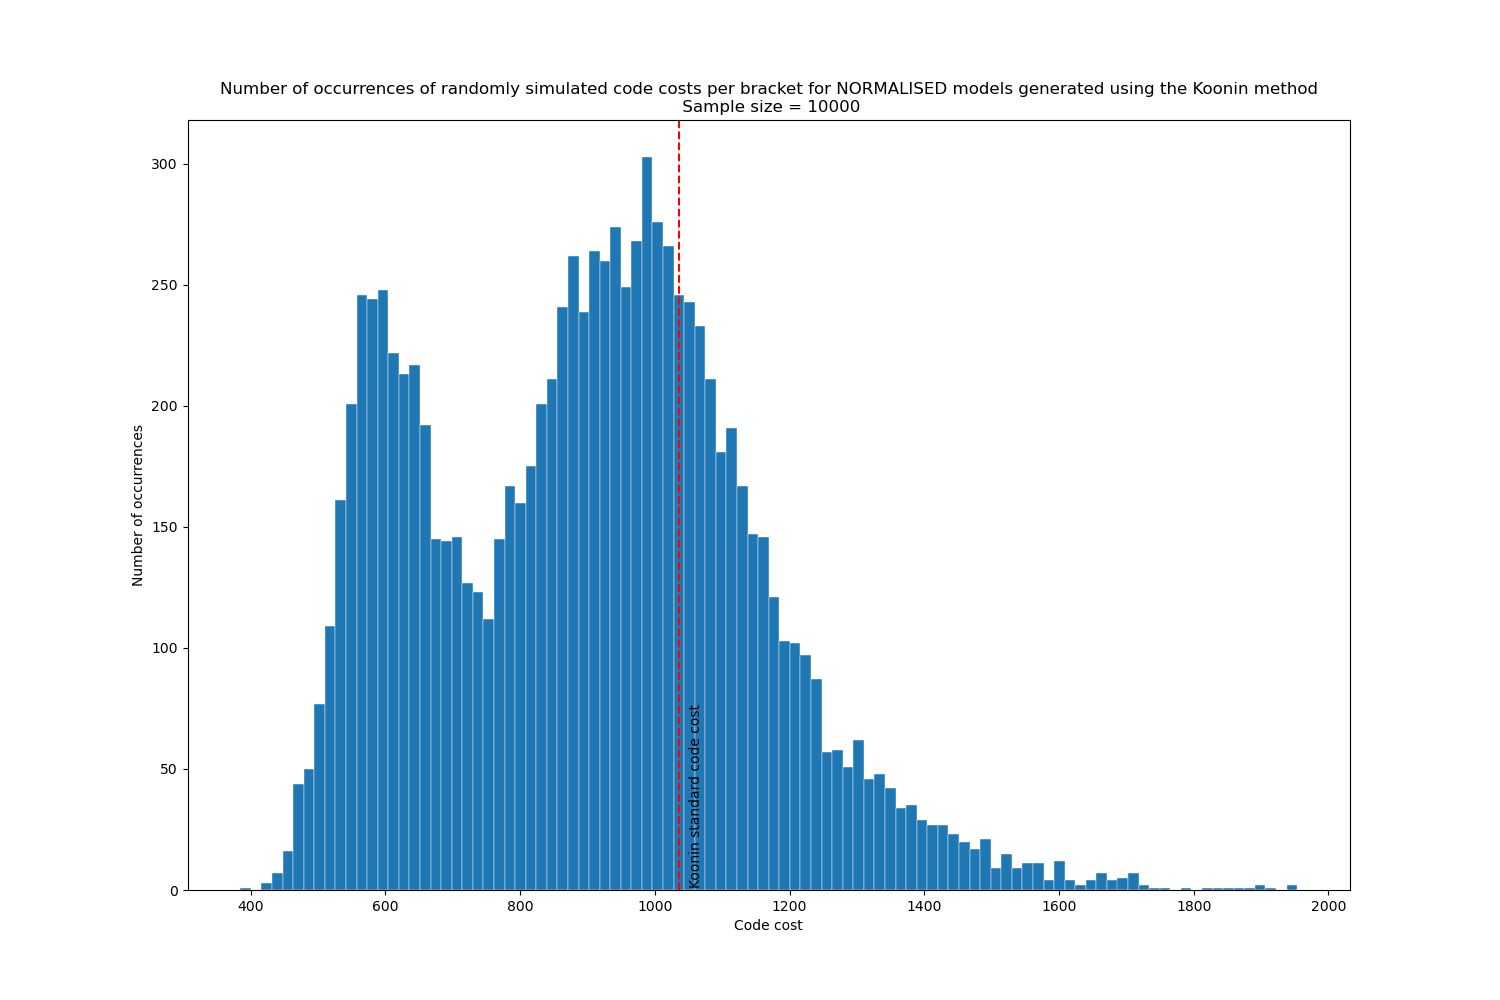 Number of occurrences of randomly simulated code costs per bracket for NORMALISED models generated using the Koonin method
Sample size = 10000
Number of occurrences
300
250
200
150
100
50
0
Koonin standard code cost
400 600 800 1000 1200 1400 1600 1800 2000
Code cost